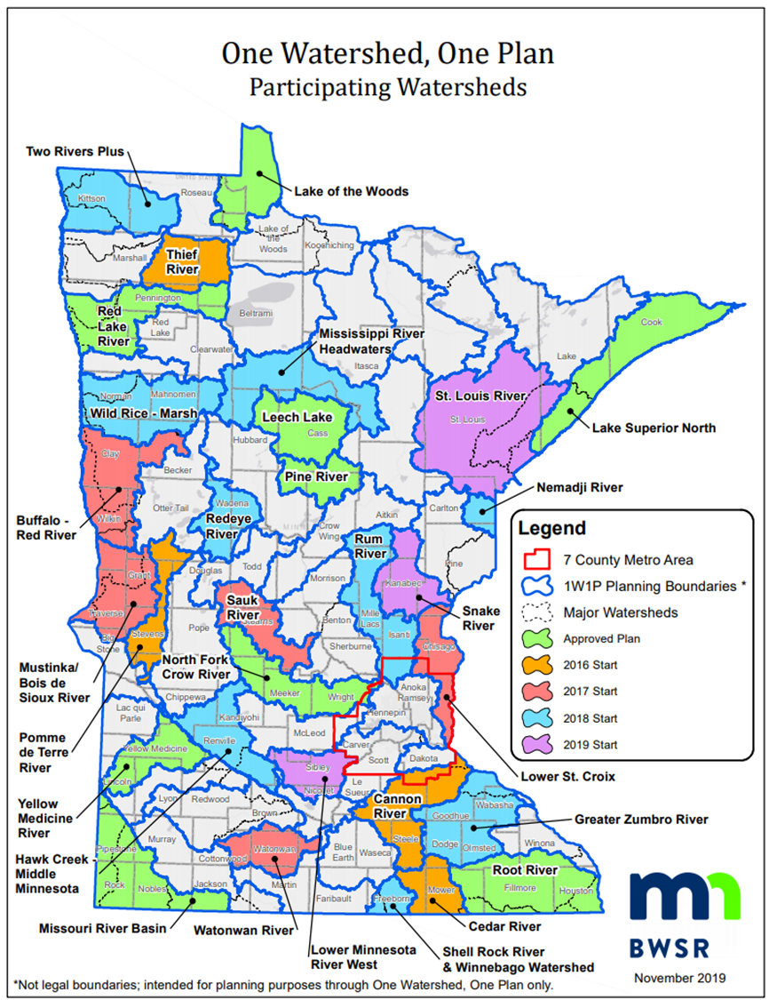 One Watershed, One Plan
Participating Watersheds
Two Rivers Plus
Lake of the Woods
Kittson
Roseau
Lake of
the
Woods
Koochiching
Marshall
Thief
River
Pennington
Red
Lake
River
Red
Lake
Beltrami
Clearwater
Mississippi River
Headwaters
Itasca
Cook
Lake
Norman
Mahnomen
Wild Rice - Marsh
Leech Lake
Cass
St. Louis River
St. Louis
Lake Superior North
Hubbard
Clay
Becker
Pine River
Nemadji River
Buffalo -
Red River
Wilkin
Otter Tail
Wadena
Redeye
River
Crow
Wing
Aitkin
Carlton
Rum
River
Pine
Grant
Douglas
Todd
Morrison
Kanabec
Snake
River
Traverse
Sauk
River
Stearns
Benton
Mille
Lacs
Isanti
Chisago
Big
Stone
Stevens
Pope
Sherburne
Mustinka/
Bois de
Sioux River
North Fork
Crow River
Meeker
Wright
Anoka
Ramsey
Hennepin
Chippewa
Kandiyohi
Lac qui
Parle
Pomme
de Terre
River
Renville
McLeod
Carver
Scott
Dakota
Lower St. Croix
Yellow Medicine
Lincoln
Sibley
Nicollet
Le
Sueur
Yellow
Medicine
River
Lyon
Redwood
Brown
Cannon
River
Goodhue
Wabasha
Greater Zumbro River
Hawk Creek -
Middle
Minnesota
Pipestone
Murray
Cottonwood
Watonwan
Blue
Earth
Waseca
Steele
Dodge
Olmsted
Winona
Rock
Nobles
Jackson
Martin
Faribault
Freeborn
Mower
Root River
Fillmore
Houston
Missouri River Basin
Watonwan River
Lower Minnesota
River West
Shell Rock River
& Winnebago Watershed
Cedar River
Legend
7 County Metro Area
1W1P Planning Boundaries *
Major Watersheds
Approved Plan
2016 Start
2017 Start
2018 Start
2019 Start
mn
BWSR
November 2019
*Not legal boundaries; intended for planning purposes through One Watershed, One Plan only.